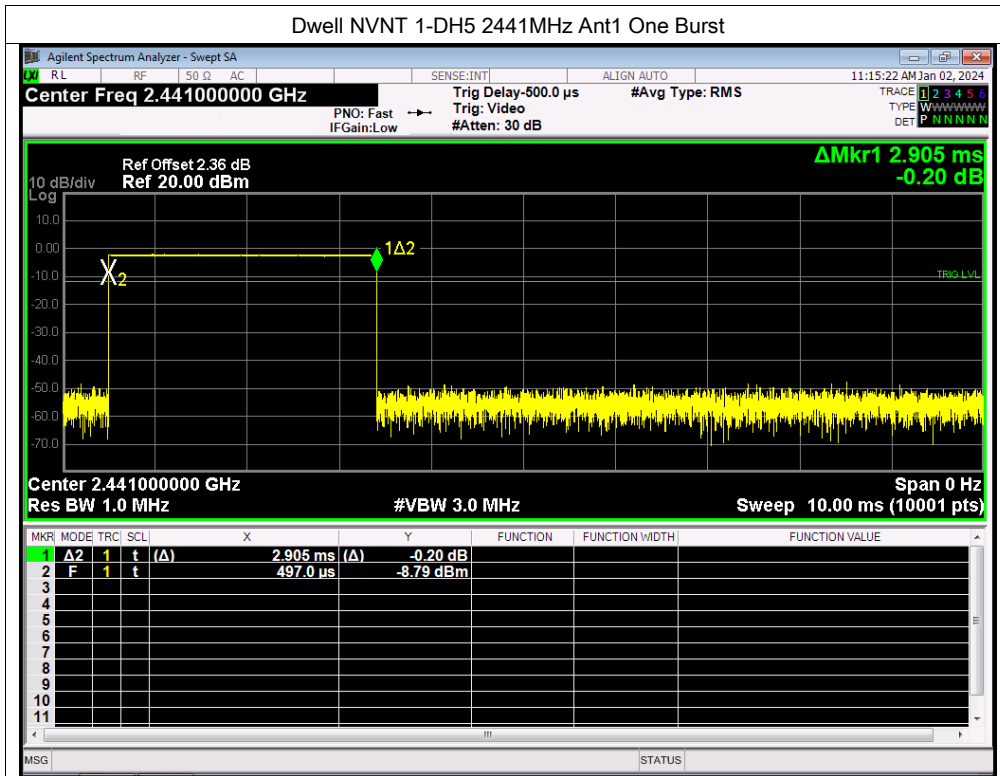 Dwell NVNT 1-DH5 2441MHz Ant1 One Burst
Agilent Spectrum Analyzer - Swept SA
LXI RL RF 50 Ω AC SENSE:INT ALIGN AUTO 11:15:22 AM Jan 02, 2024
Center Freq 2.441000000 GHz
PNO: Fast
IFGain:Low
Trig Delay-500.0 µs
Trig: Video
#Atten: 30 dB
#Avg Type: RMS
TRACE 1 2 3 4 5 6
TYPE WWWWWWW
DET P N N N N N
ΔMkr1 2.905 ms
-0.20 dB
Ref Offset 2.36 dB
10 dB/div Ref 20.00 dBm
Log
10.0
0.00
-10.0
-20.0
-30.0
-40.0
-50.0
-60.0
-70.0
1Δ2
X2
TRIG LVL
Center 2.441000000 GHz Span 0 Hz
Res BW 1.0 MHz #VBW 3.0 MHz Sweep 10.00 ms (10001 pts)
MKR MODE TRC SCL X Y FUNCTION FUNCTION WIDTH FUNCTION VALUE
1 Δ2 1 t (Δ) 2.905 ms (Δ) -0.20 dB
2 F 1 t 497.0 µs -8.79 dBm
3
4
5
6
7
8
9
10
11
MSG STATUS